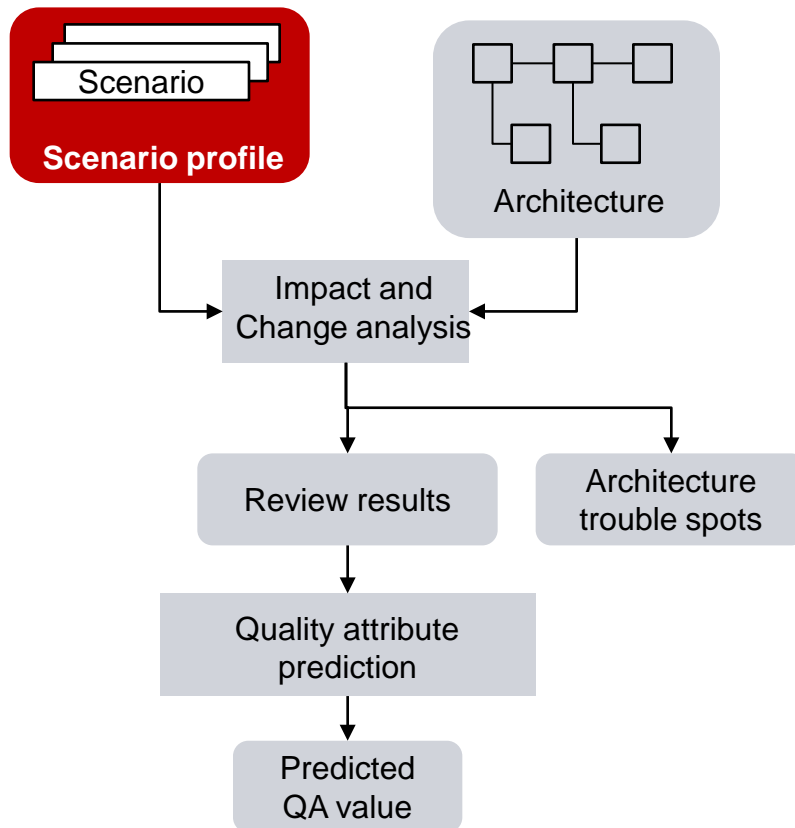 Scenario
Scenario profile
Architecture
Impact and
Change analysis
Review results
Architecture
trouble spots
Quality attribute
prediction
Predicted
QA value